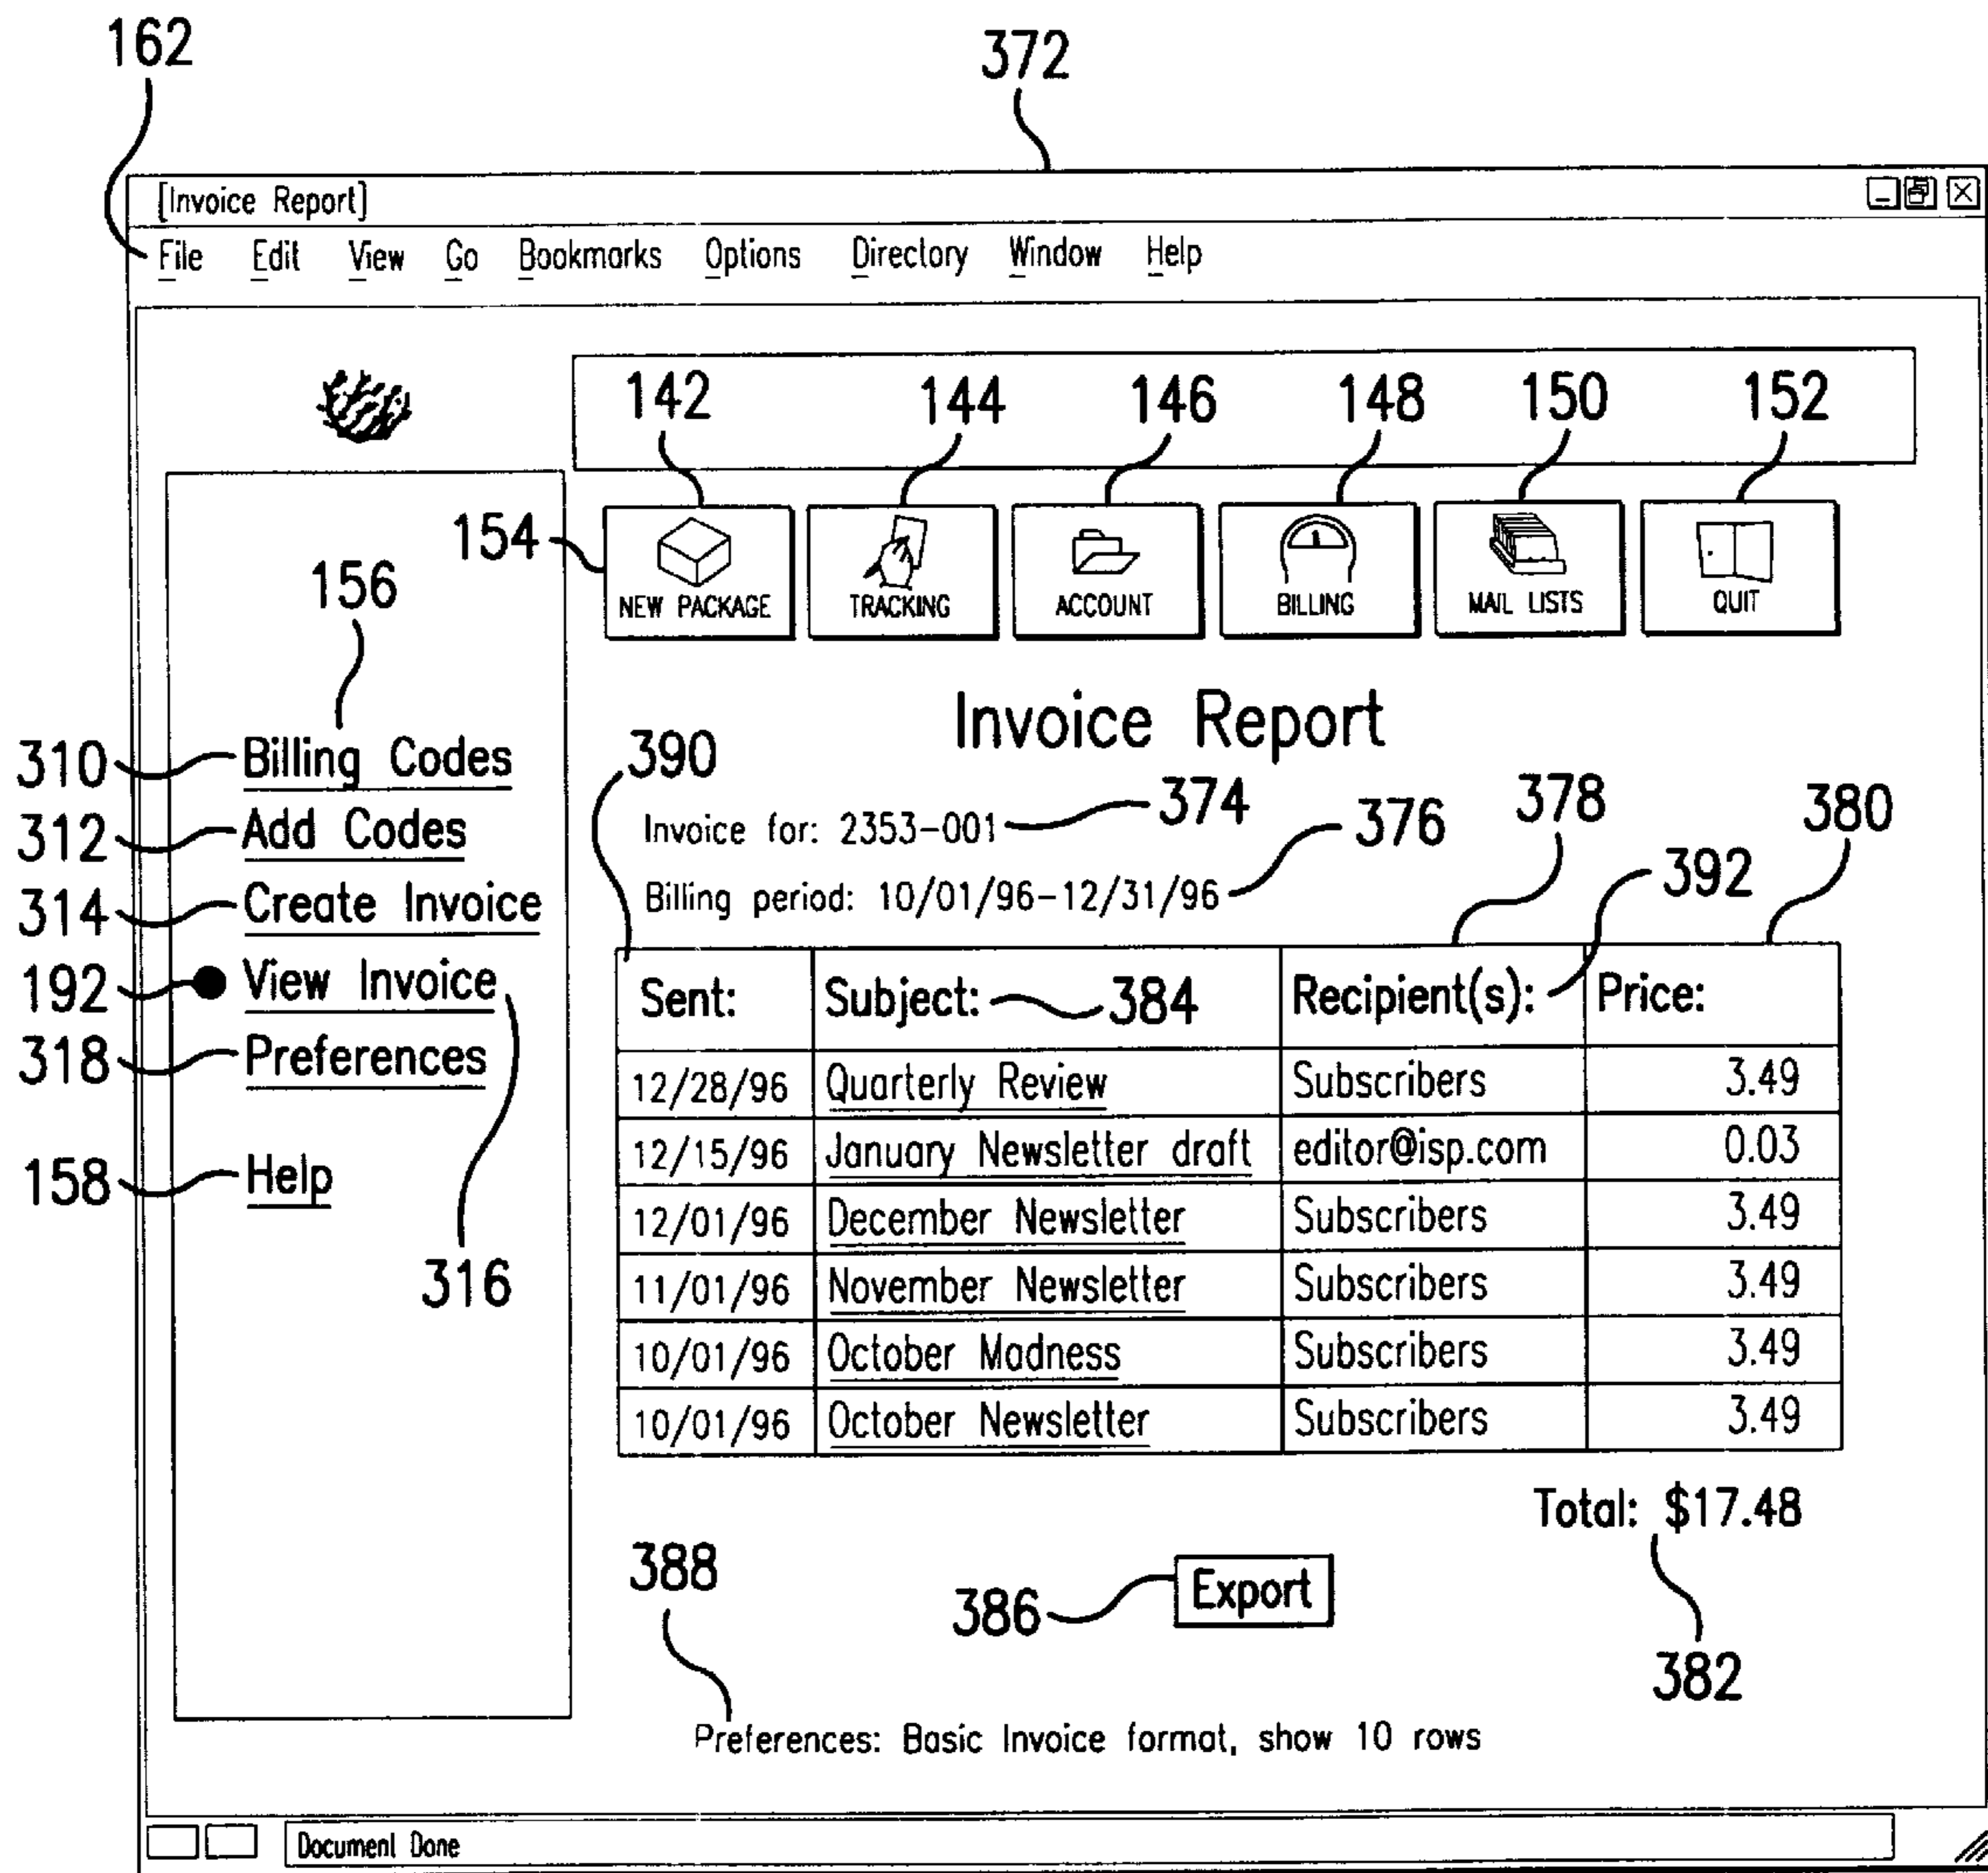 162
372
[Invoice Report]
File Edit View Go Bookmarks Options Directory Window Help
142 144 146 148 150 152
154
NEW PACKAGE TRACKING ACCOUNT BILLING MAIL LISTS QUIT
156
310 Billing Codes
312 Add Codes
314 Create Invoice
192 View Invoice
318 Preferences
158 Help
316
Invoice Report
390
Invoice for: 2353-001 374
378
380
Billing period: 10/01/96-12/31/96 376
392
Sent: Subject: 384 Recipient(s): Price:
12/28/96 Quarterly Review Subscribers 3.49
12/15/96 January Newsletter draft editor@isp.com 0.03
12/01/96 December Newsletter Subscribers 3.49
11/01/96 November Newsletter Subscribers 3.49
10/01/96 October Madness Subscribers 3.49
10/01/96 October Newsletter Subscribers 3.49
Total: $17.48
382
386 Export
388
Preferences: Basic Invoice format, show 10 rows
Document Done